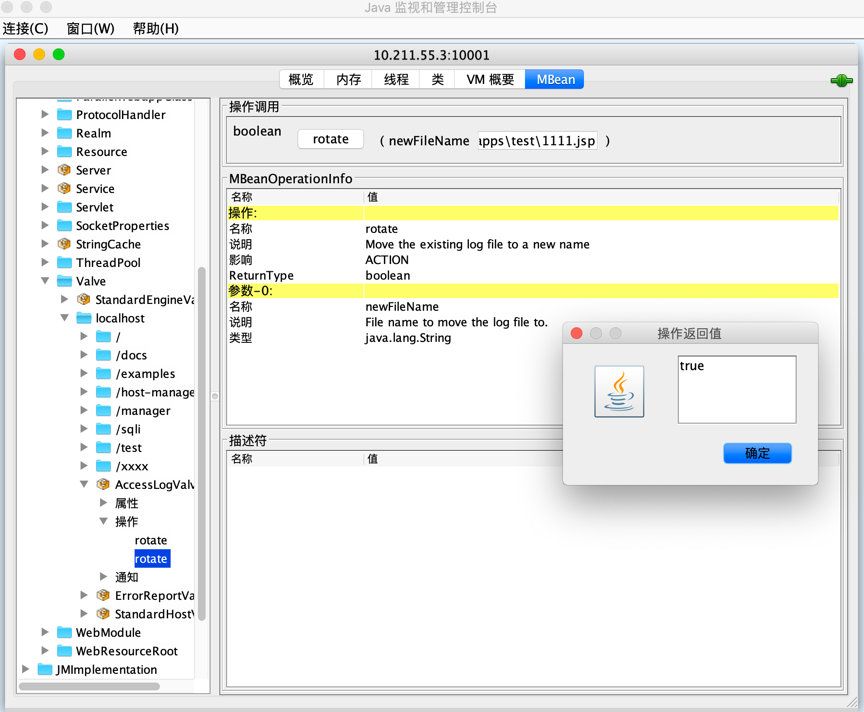 Java 监视和管理控制台
连接(C) 窗口(W) 帮助(H)
10.211.55.3:10001
概览 内存 线程 类 VM 概要 MBean
ProtocolHandler
Realm
Resource
Server
Service
Servlet
SocketProperties
StringCache
ThreadPool
Valve
StandardEngineVa
localhost
/
/docs
/examples
/host-manage
/manager
/sqli
/test
/xxxx
AccessLogValv
属性
操作
rotate
rotate
通知
ErrorReportVa
StandardHostV
WebModule
WebResourceRoot
JMImplementation
操作调用
boolean rotate ( newFileName apps\test\1111.jsp )
MBeanOperationInfo
名称 值
操作:
名称 rotate
说明 Move the existing log file to a new name
影响 ACTION
ReturnType boolean
参数-0:
名称 newFileName
说明 File name to move the log file to.
类型 java.lang.String
描述符
名称 值
操作返回值
true
确定